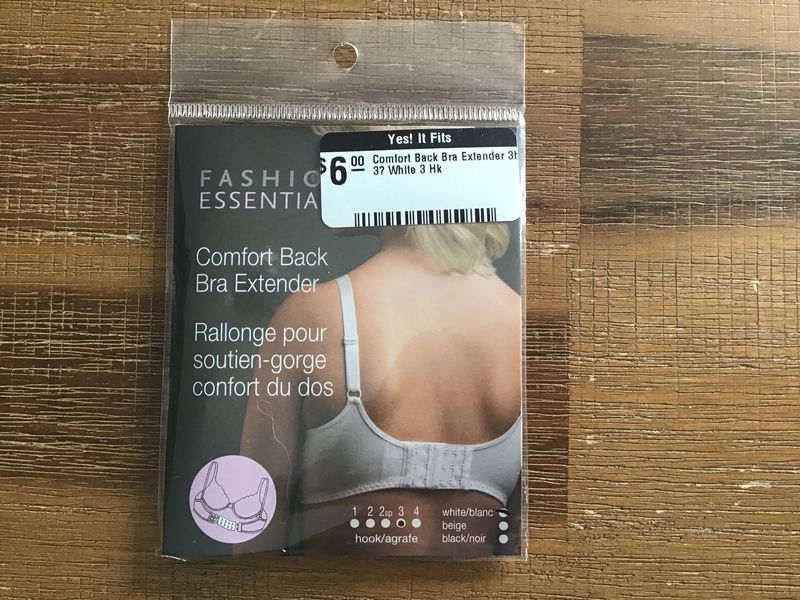 Yes! It Fits
$6 00 Comfort Back Bra Extender 3h
3? White 3 Hk
FASHIO
ESSENTIA
Comfort Back
Bra Extender
Rallonge pour
soutien-gorge
confort du dos
1 2 2sp 3 4
hook/agrafe
white/blanc
beige
black/noir